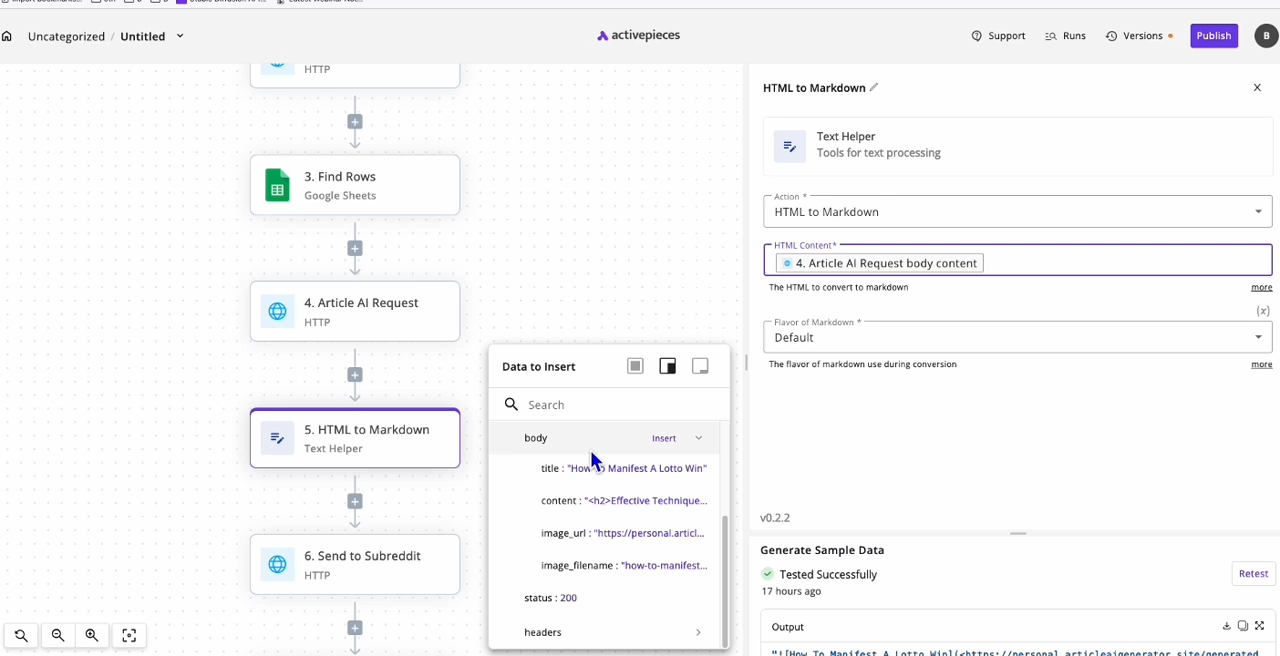 Uncategorized / Untitled
activepieces
Support
Runs
Versions
Publish
B
HTTP
3. Find Rows
Google Sheets
4. Article AI Request
HTTP
5. HTML to Markdown
Text Helper
6. Send to Subreddit
HTTP
Data to Insert
Search
body Insert
title : "How To Manifest A Lotto Win"
content : "<h2>Effective Technique...
image_url : "https://personal.articl...
image_filename : "how-to-manifest...
status : 200
headers
HTML to Markdown
Text Helper
Tools for text processing
Action *
HTML to Markdown
HTML Content*
4. Article AI Request body content
The HTML to convert to markdown more
(x)
Flavor of Markdown *
Default
The flavor of markdown use during conversion more
v0.2.2
Generate Sample Data
Tested Successfully
17 hours ago
Retest
Output
"![How To Manifest A Lotto Win](<https://personal.articleaigenerator.site/generated